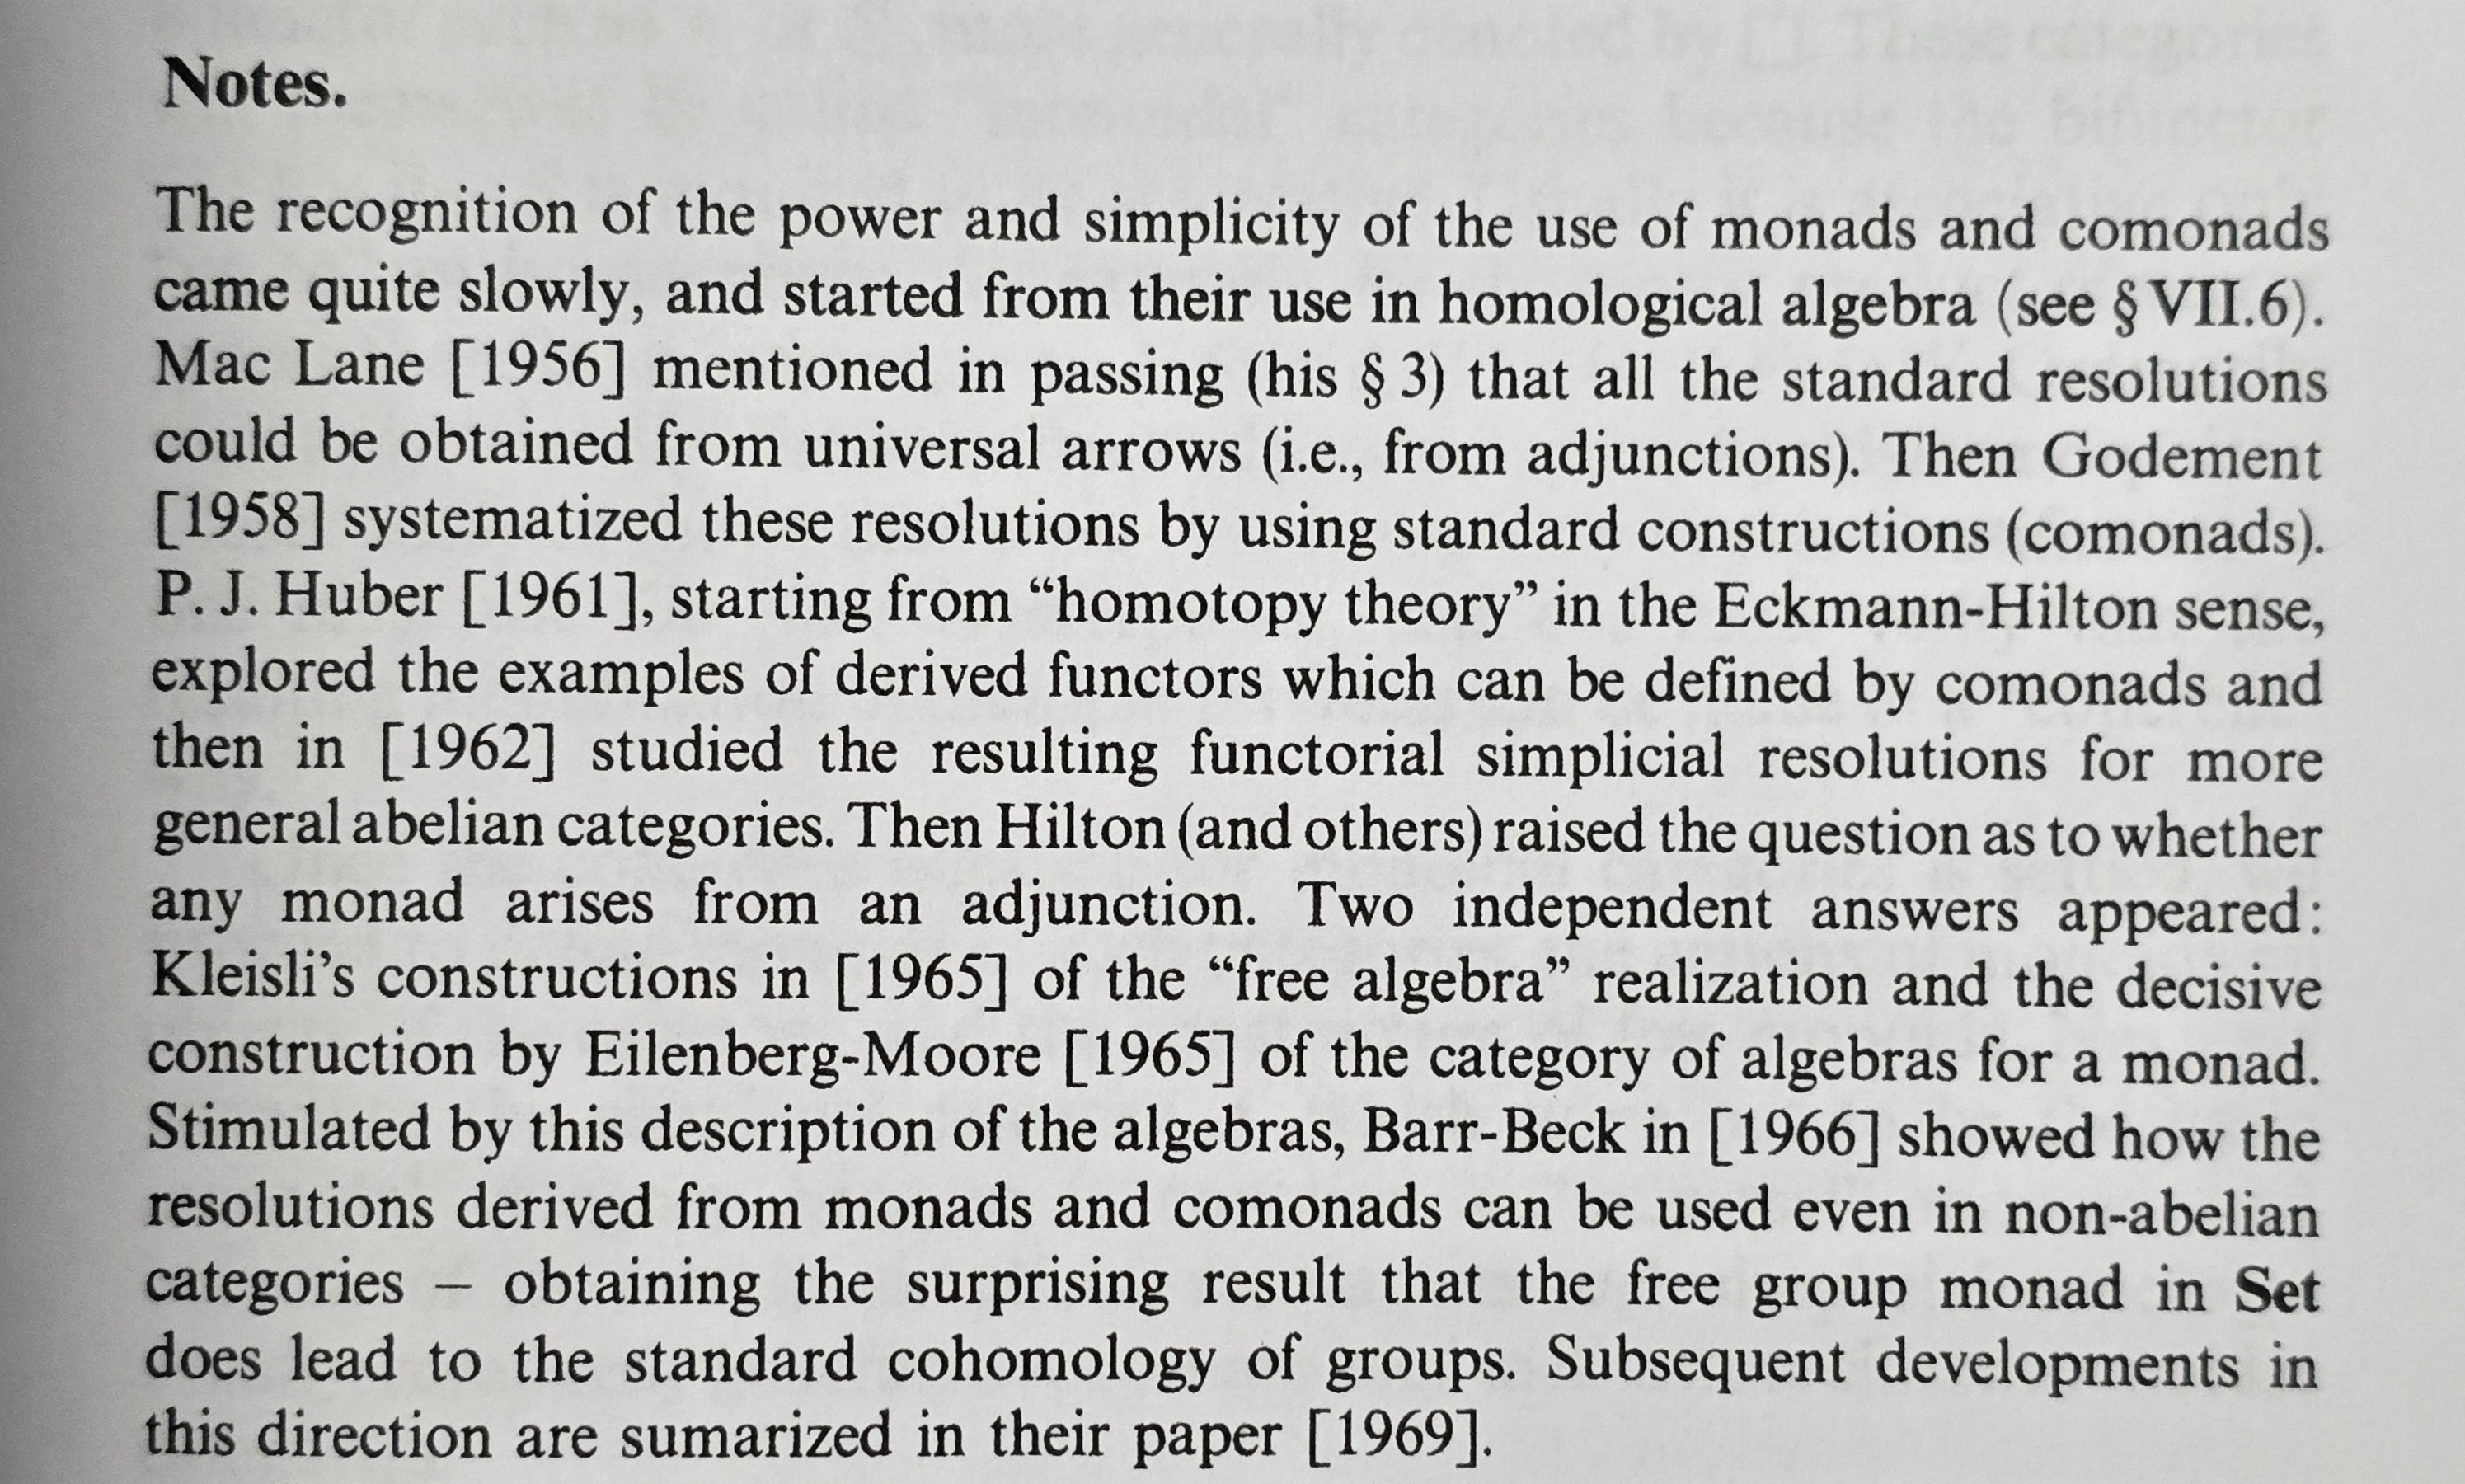 Notes.
The recognition of the power and simplicity of the use of monads and comonads
came quite slowly, and started from their use in homological algebra (see § VII.6).
Mac Lane [1956] mentioned in passing (his § 3) that all the standard resolutions
could be obtained from universal arrows (i.e., from adjunctions). Then Godement
[1958] systematized these resolutions by using standard constructions (comonads).
P. J. Huber [1961], starting from “homotopy theory” in the Eckmann-Hilton sense,
explored the examples of derived functors which can be defined by comonads and
then in [1962] studied the resulting functorial simplicial resolutions for more
general abelian categories. Then Hilton (and others) raised the question as to whether
any monad arises from an adjunction. Two independent answers appeared:
Kleisli’s constructions in [1965] of the “free algebra” realization and the decisive
construction by Eilenberg-Moore [1965] of the category of algebras for a monad.
Stimulated by this description of the algebras, Barr-Beck in [1966] showed how the
resolutions derived from monads and comonads can be used even in non-abelian
categories – obtaining the surprising result that the free group monad in Set
does lead to the standard cohomology of groups. Subsequent developments in
this direction are sumarized in their paper [1969].